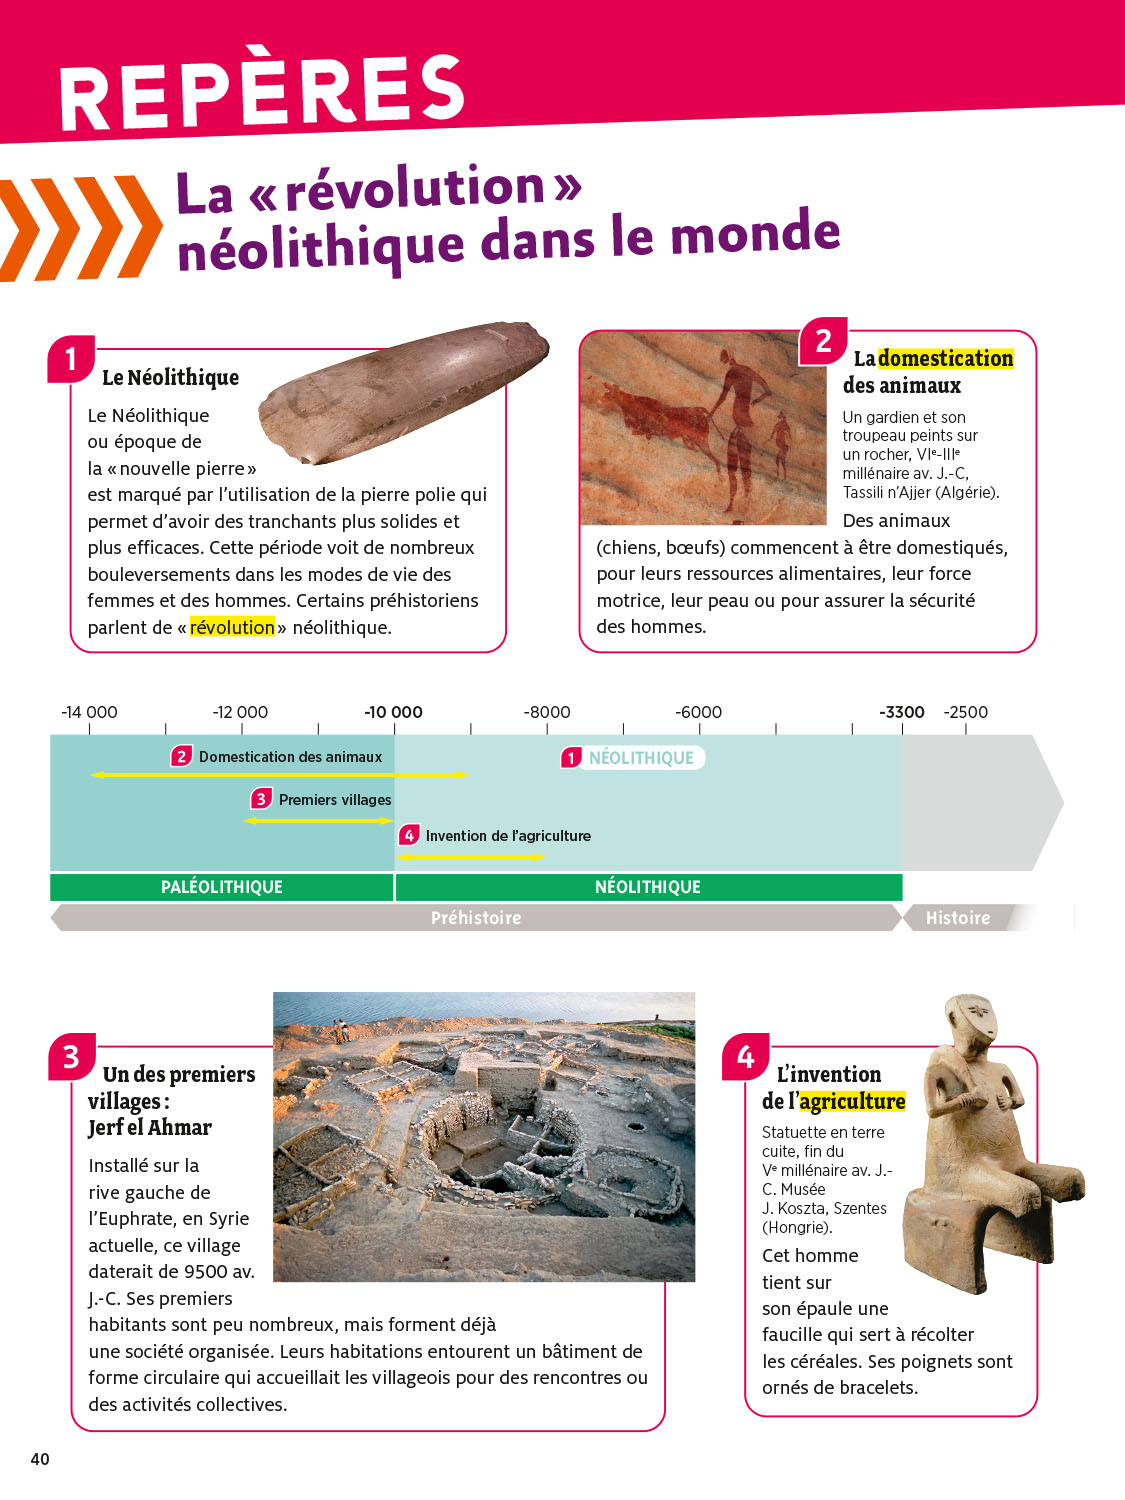 REPÈRES
La « révolution »
néolithique dans le monde
1
Le Néolithique
Le Néolithique
ou époque de
la « nouvelle pierre »
est marqué par l’utilisation de la pierre polie qui
permet d’avoir des tranchants plus solides et
plus efficaces. Cette période voit de nombreux
bouleversements dans les modes de vie des
femmes et des hommes. Certains préhistoriens
parlent de « révolution » néolithique.
2
La domestication
des animaux
Un gardien et son
troupeau peints sur
un rocher, VIe-IIIe
millénaire av. J.-C,
Tassili n’Ajjer (Algérie).
Des animaux
(chiens, bœufs) commencent à être domestiqués,
pour leurs ressources alimentaires, leur force
motrice, leur peau ou pour assurer la sécurité
des hommes.
-14 000 -12 000 -10 000 -8000 -6000 -3300 -2500
2 Domestication des animaux
1 NÉOLITHIQUE
3 Premiers villages
4 Invention de l’agriculture
PALÉOLITHIQUE NÉOLITHIQUE
Préhistoire Histoire
3
Un des premiers
villages :
Jerf el Ahmar
Installé sur la
rive gauche de
l’Euphrate, en Syrie
actuelle, ce village
daterait de 9500 av.
J.-C. Ses premiers
habitants sont peu nombreux, mais forment déjà
une société organisée. Leurs habitations entourent un bâtiment de
forme circulaire qui accueillait les villageois pour des rencontres ou
des activités collectives.
4
L’invention
de l’agriculture
Statuette en terre
cuite, fin du
Ve millénaire av. J.-
C. Musée
J. Koszta, Szentes
(Hongrie).
Cet homme
tient sur
son épaule une
faucille qui sert à récolter
les céréales. Ses poignets sont
ornés de bracelets.
40